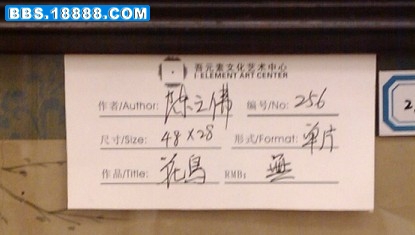 BBS.18888.COM
吾元素文化艺术中心
I-ELEMENT ART CENTER
作者/Author: 陈之佛 编号/No: 256
尺寸/Size: 48×28 形式/Format: 单片
作品/Title: 花鸟 RMB: 無